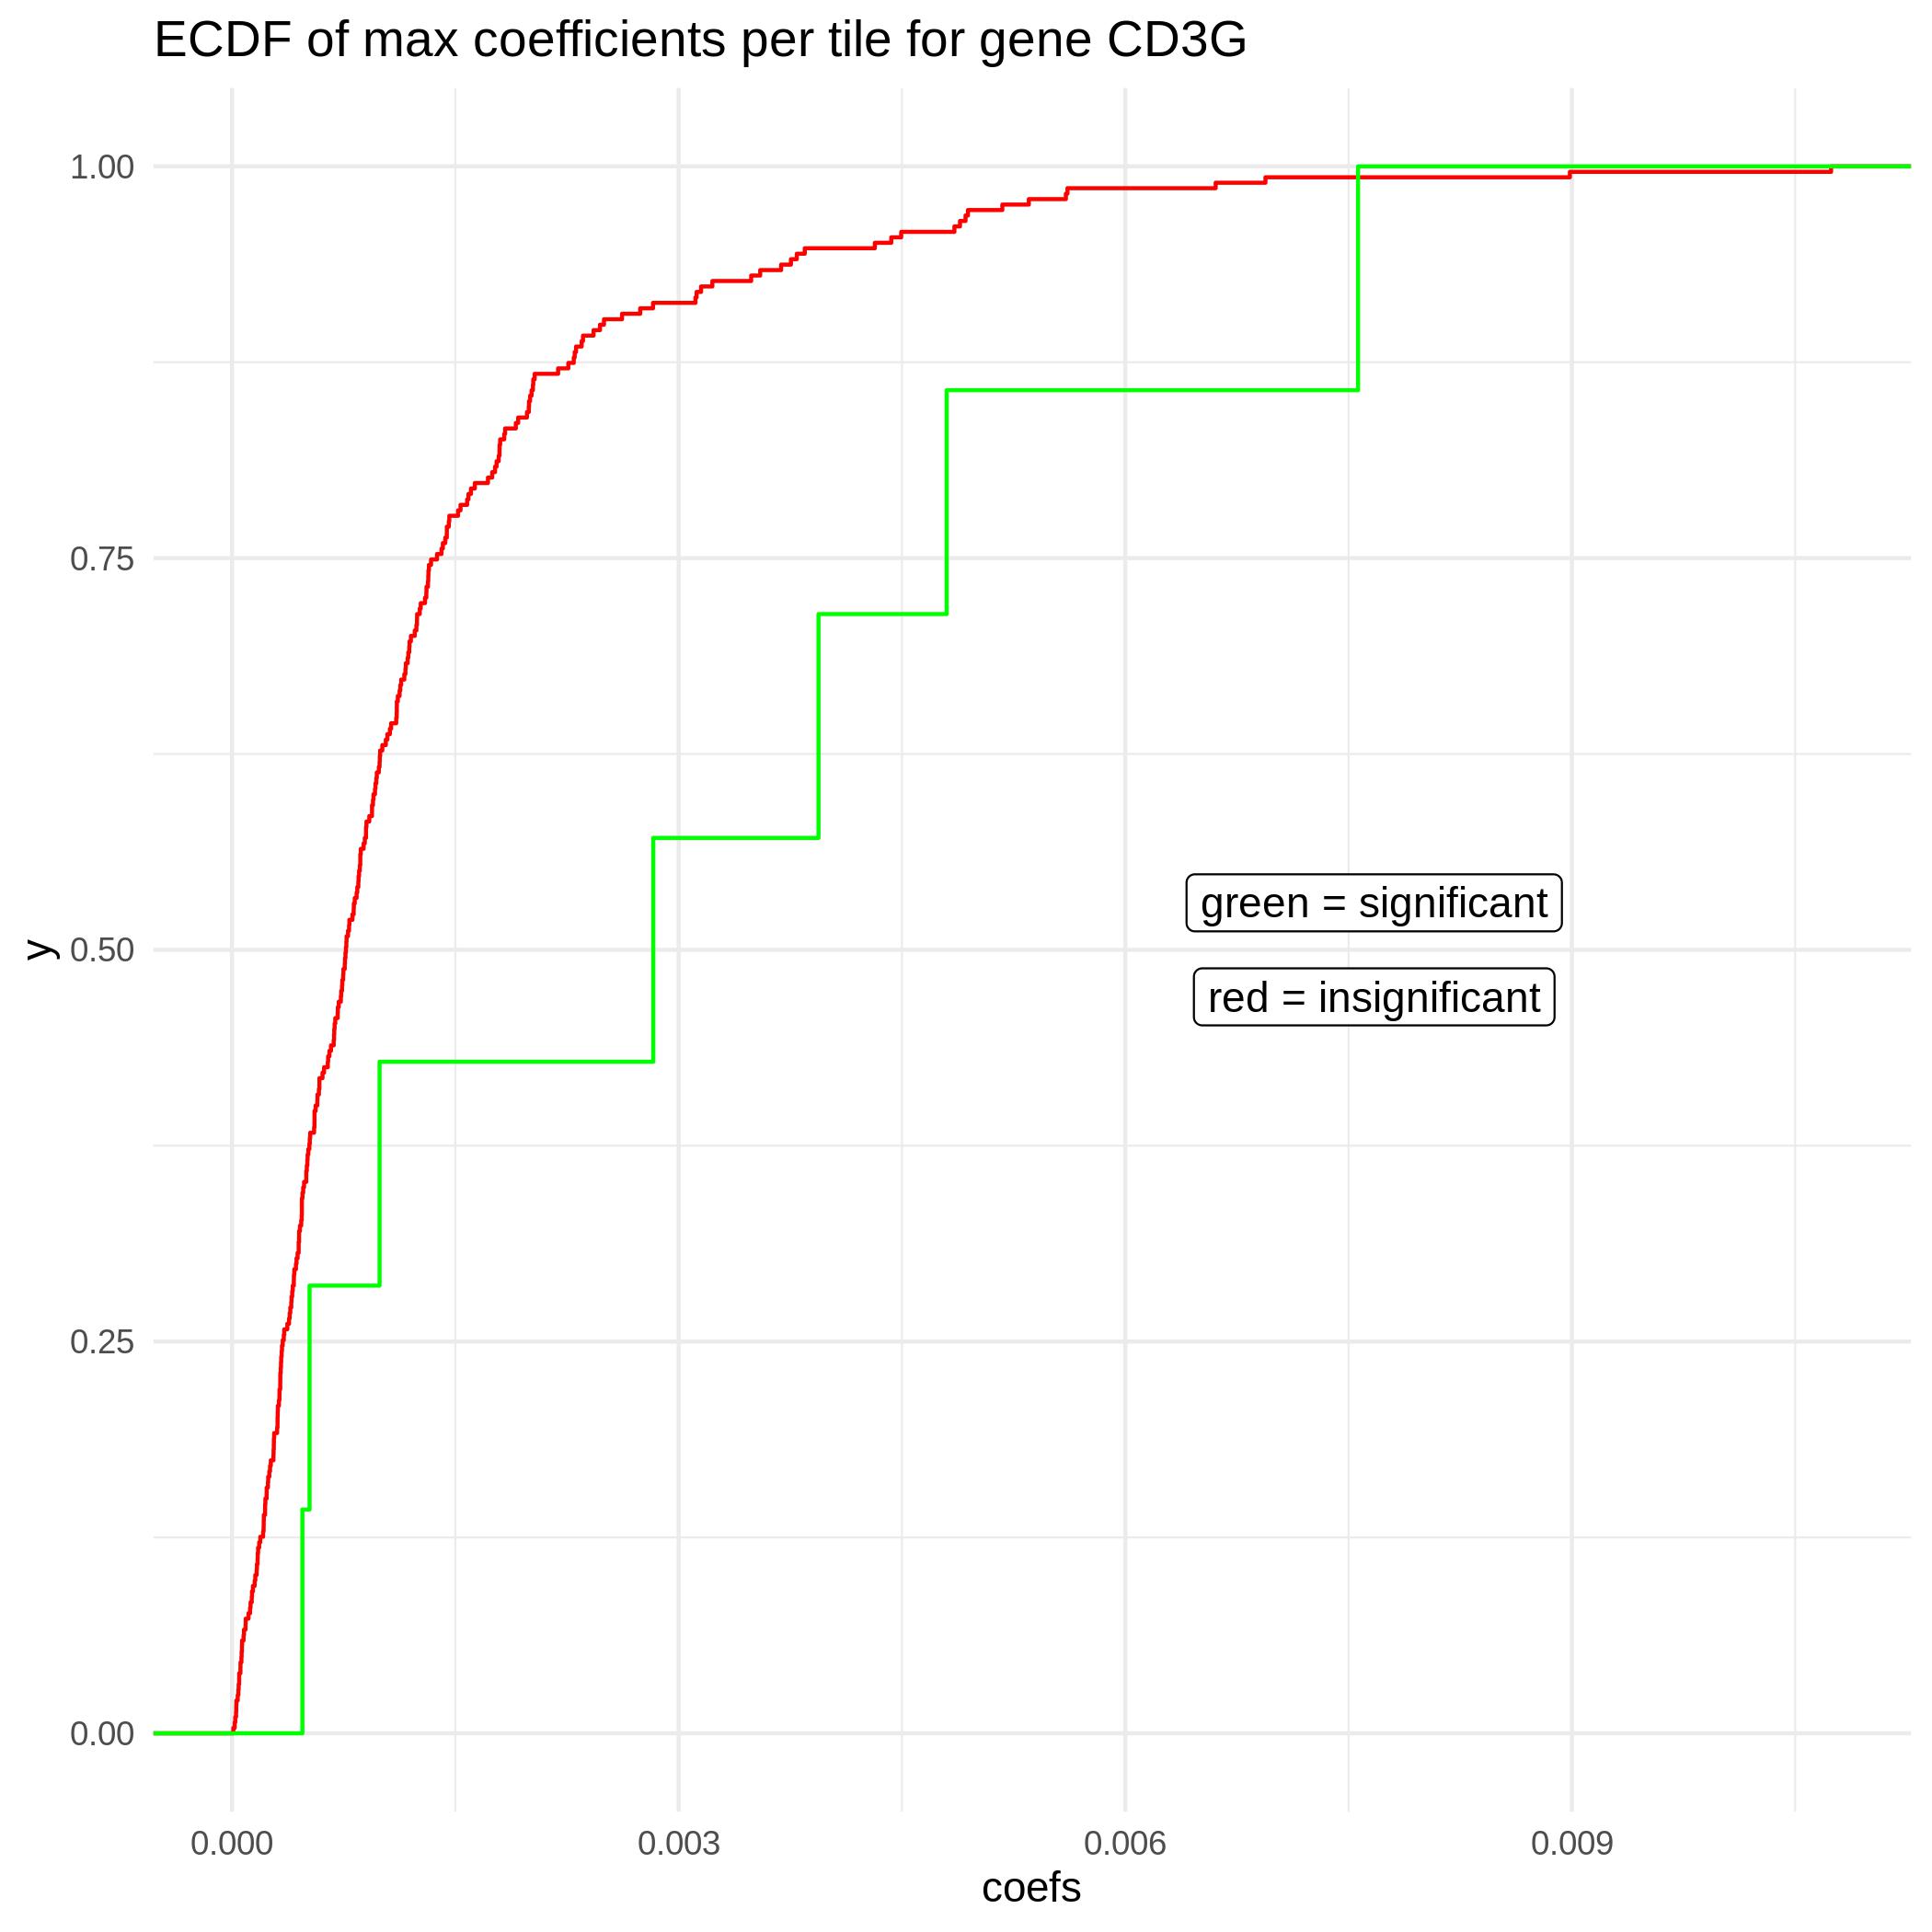 ECDF of max coefficients per tile for gene CD3G
1.00
0.75
0.50
0.25
0.00
y
green = significant
red = insignificant
0.000 0.003 0.006 0.009
coefs